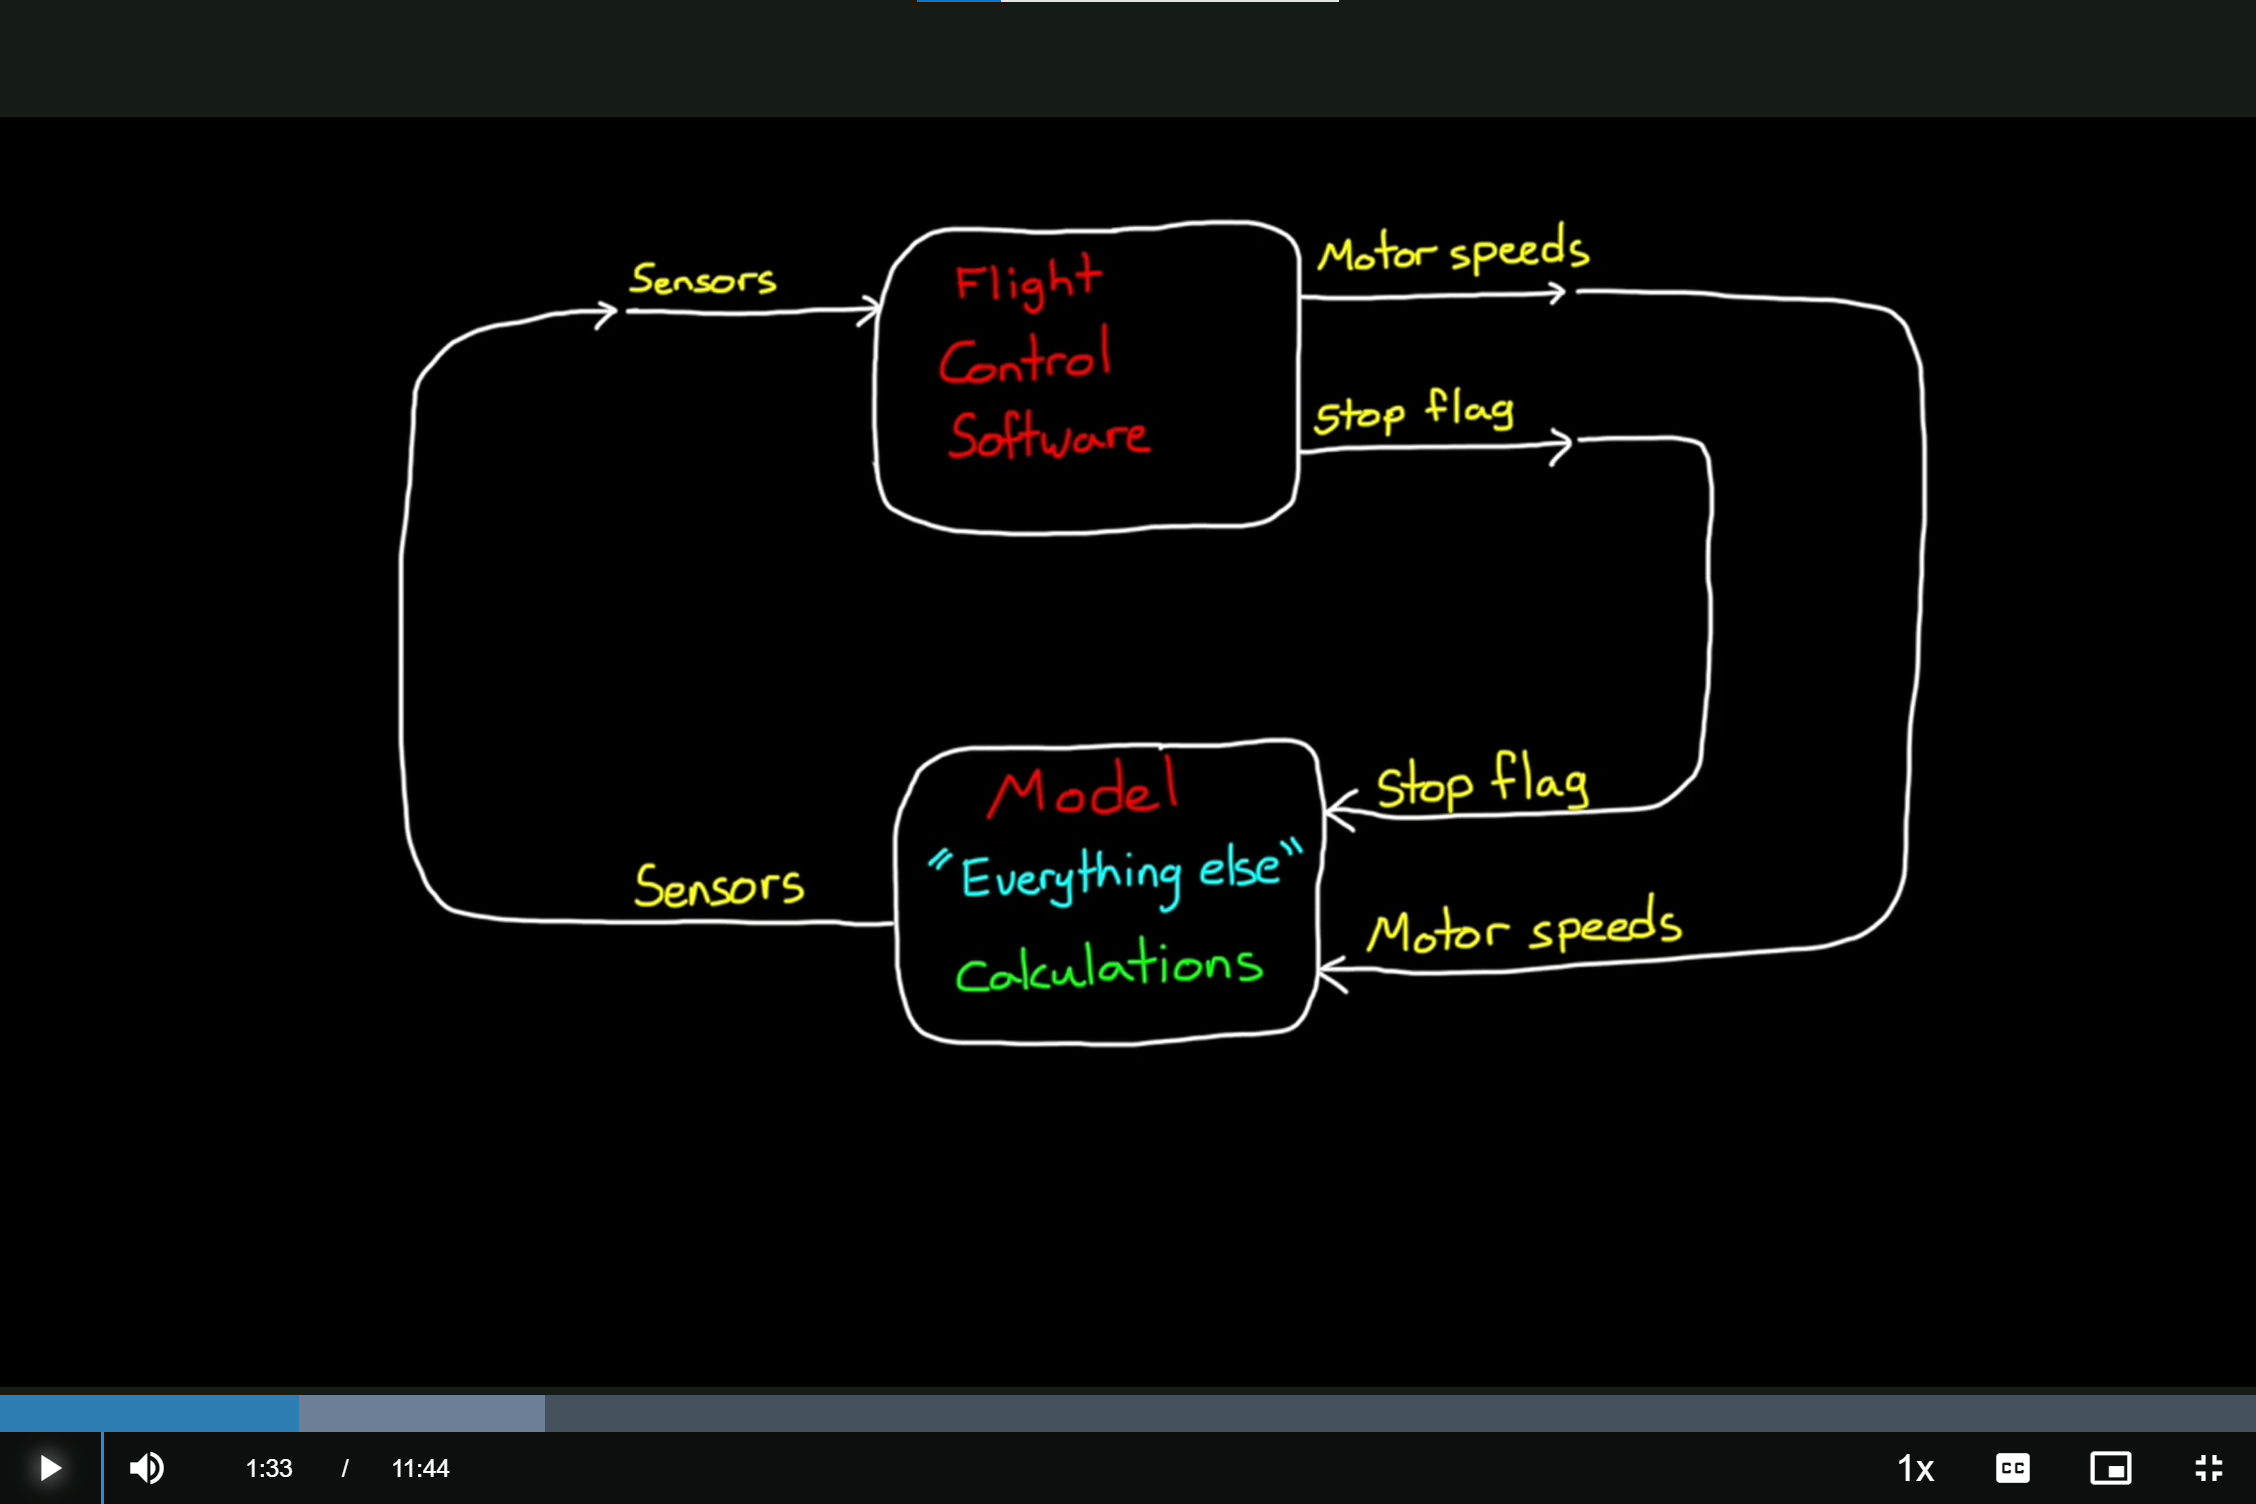 Sensors
Flight
Control
Software
Motor speeds
Stop flag
Model
"Everything else"
Calculations
Stop flag
Motor speeds
Sensors
1:33 / 11:44
1x
CC